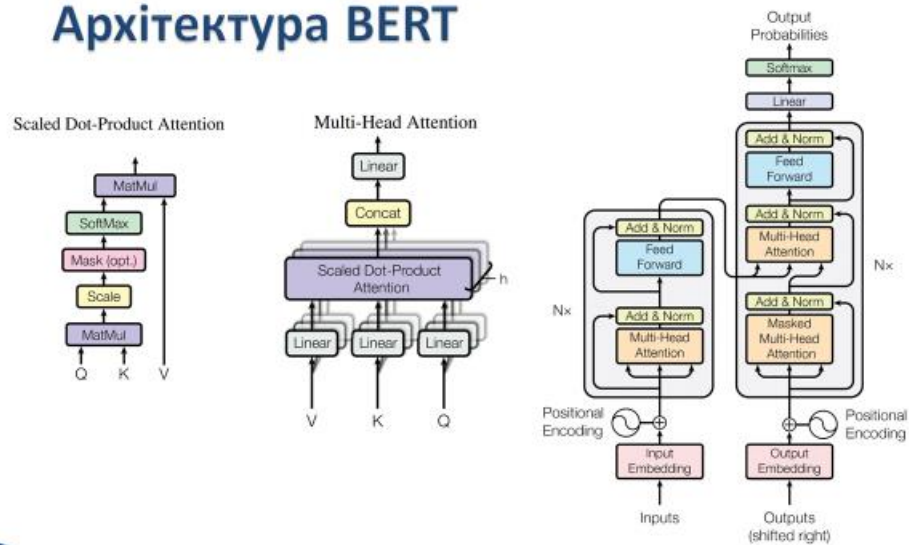 Архітектура BERT
Scaled Dot-Product Attention
MatMul
SoftMax
Mask (opt.)
Scale
MatMul
Q K V
Multi-Head Attention
Linear
Concat
Scaled Dot-Product
Attention
h
Linear Linear Linear
V K Q
Output
Probabilities
Softmax
Linear
Add & Norm
Feed
Forward
Add & Norm
Multi-Head
Attention
Add & Norm
Masked
Multi-Head
Attention
Nx
Positional
Encoding
Output
Embedding
Outputs
(shifted right)
Add & Norm
Feed
Forward
Add & Norm
Multi-Head
Attention
Nx
Positional
Encoding
Input
Embedding
Inputs